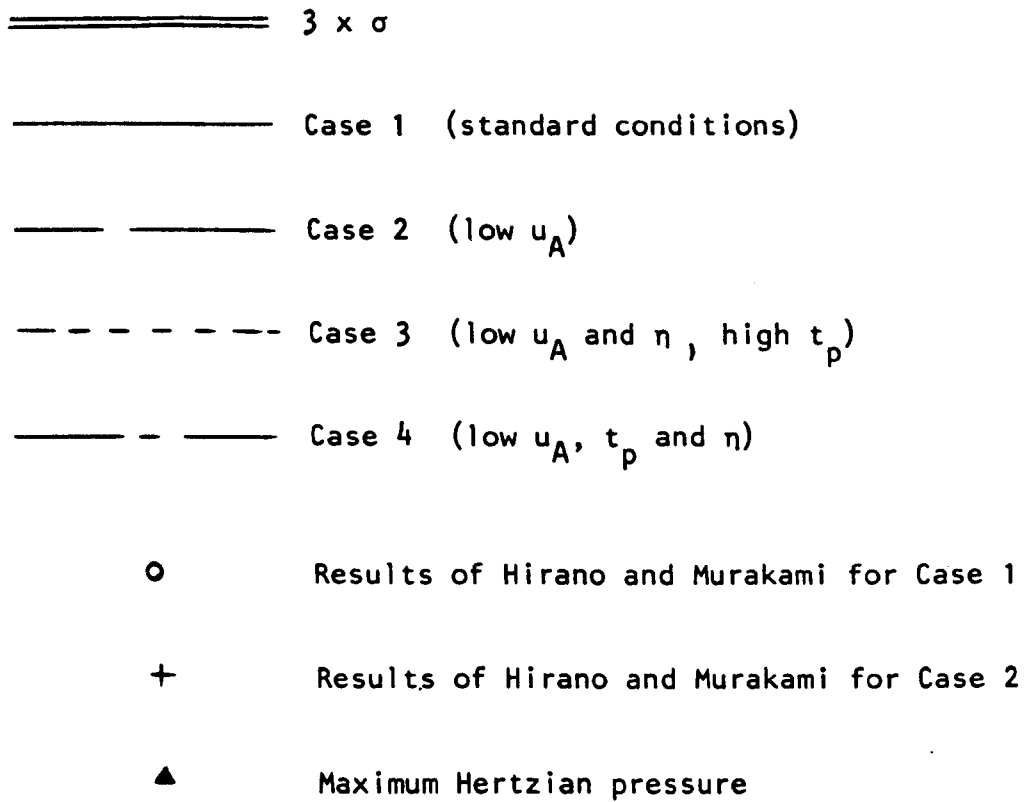 3 x σ
Case 1 (standard conditions)
Case 2 (low u_A)
Case 3 (low u_A and η , high t_p)
Case 4 (low u_A, t_p and η)
Results of Hirano and Murakami for Case 1
Results of Hirano and Murakami for Case 2
Maximum Hertzian pressure